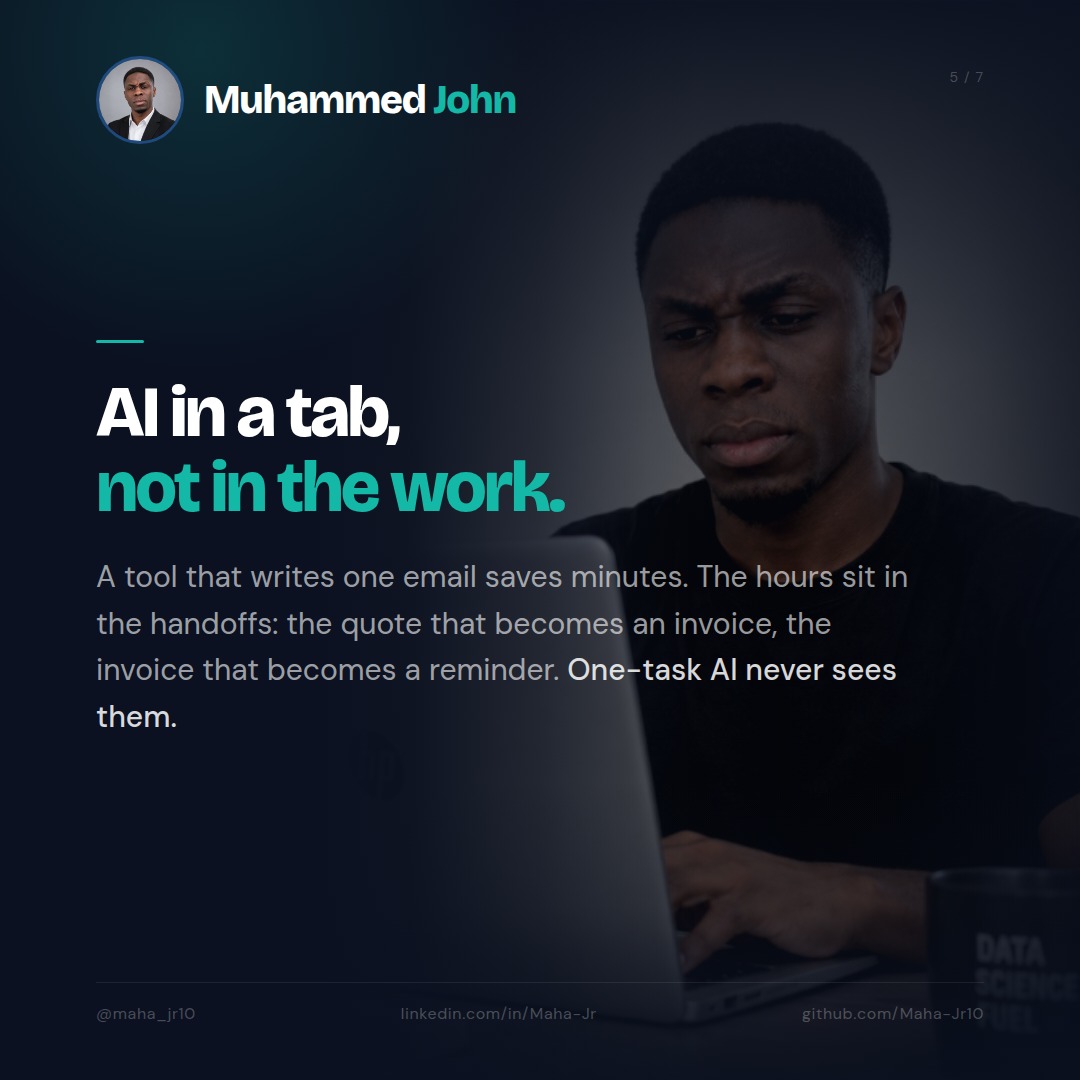 Muhammed John
5 / 7
AI in a tab,
not in the work.
A tool that writes one email saves minutes. The hours sit in
the handoffs: the quote that becomes an invoice, the
invoice that becomes a reminder. One-task AI never sees
them.
hp
DATA
SCIENCE
FUEL
@maha_jr10
linkedin.com/in/Maha-Jr
github.com/Maha-Jr10